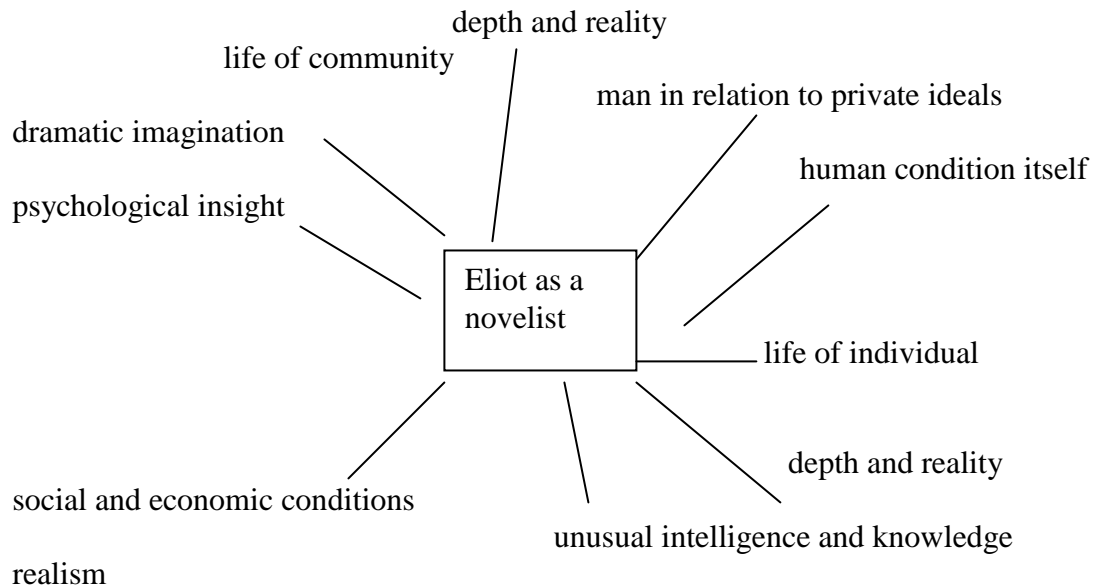 depth and reality
life of community
man in relation to private ideals
dramatic imagination
human condition itself
psychological insight
Eliot as a
novelist
life of individual
depth and reality
social and economic conditions
unusual intelligence and knowledge
realism